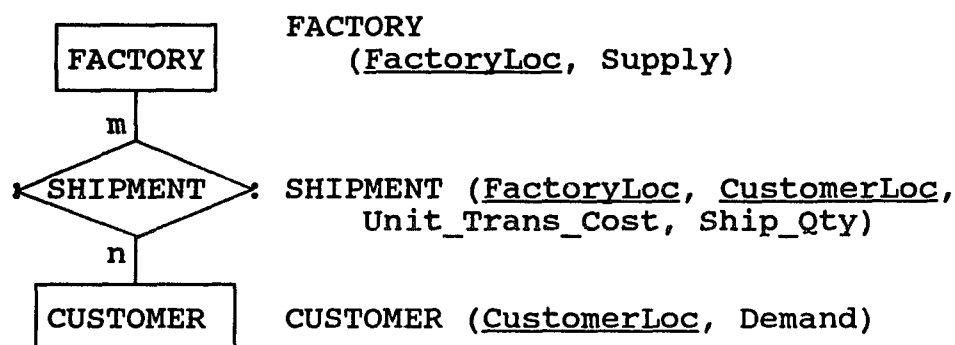 FACTORY
FACTORY
(FactoryLoc, Supply)
m
SHIPMENT
SHIPMENT (FactoryLoc, CustomerLoc,
Unit_Trans_Cost, Ship_Qty)
n
CUSTOMER
CUSTOMER (CustomerLoc, Demand)